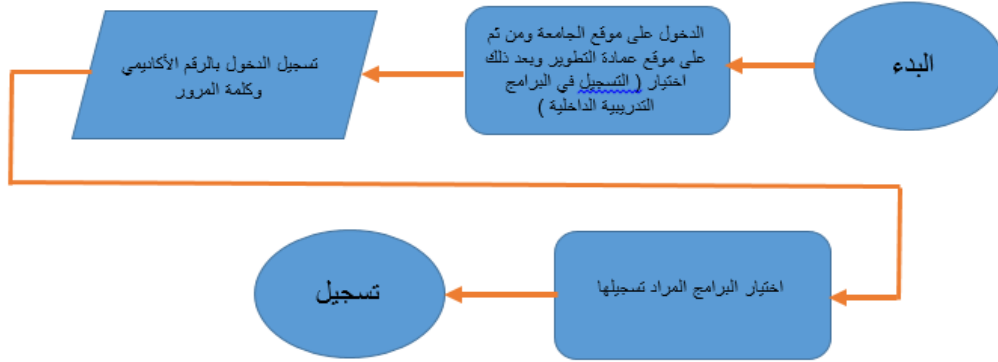 البدء
الدخول على موقع الجامعة ومن ثم
على موقع عمادة التطوير وبعد ذلك
اختيار ( التسجيل في البرامج
التدريبية الداخلية )
تسجيل الدخول بالرقم الأكاديمي
وكلمة المرور
اختيار البرامج المراد تسجيلها
تسجيل